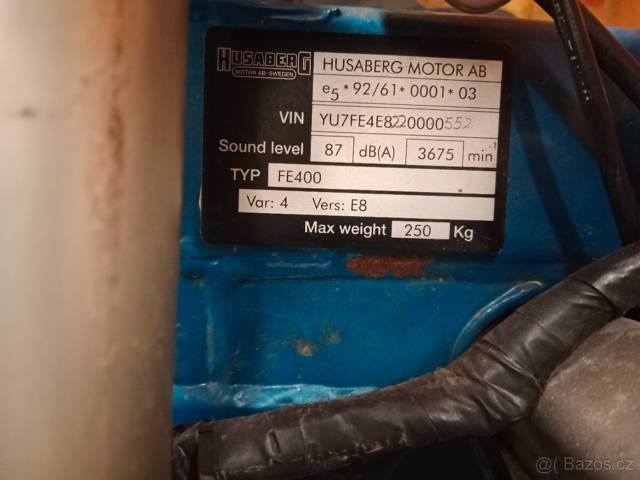 HUSABERG
MOTOR AB · SWEDEN
HUSABERG MOTOR AB
e5 * 92/61 * 0001 * 03
VIN YU7FE4E8220000552
Sound level 87 dB(A) 3675 min-1
TYP FE400
Var: 4 Vers: E8
Max weight 250 Kg
@( Bazos.cz